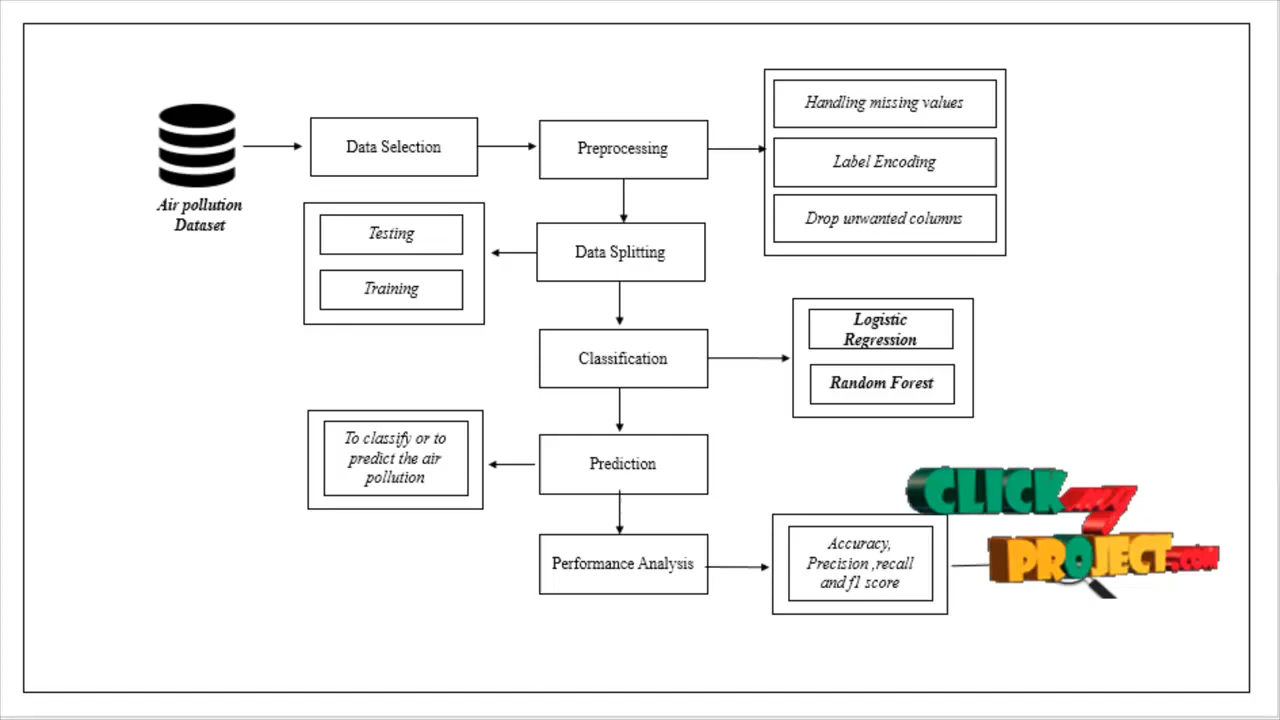 Air pollution
Dataset
Data Selection
Preprocessing
Handling missing values
Label Encoding
Drop unwanted columns
Data Splitting
Testing
Training
Classification
Logistic
Regression
Random Forest
Prediction
To classify or to
predict the air
pollution
Performance Analysis
Accuracy,
Precision ,recall
and f1 score
CLICK
MY
PROJECT.COM